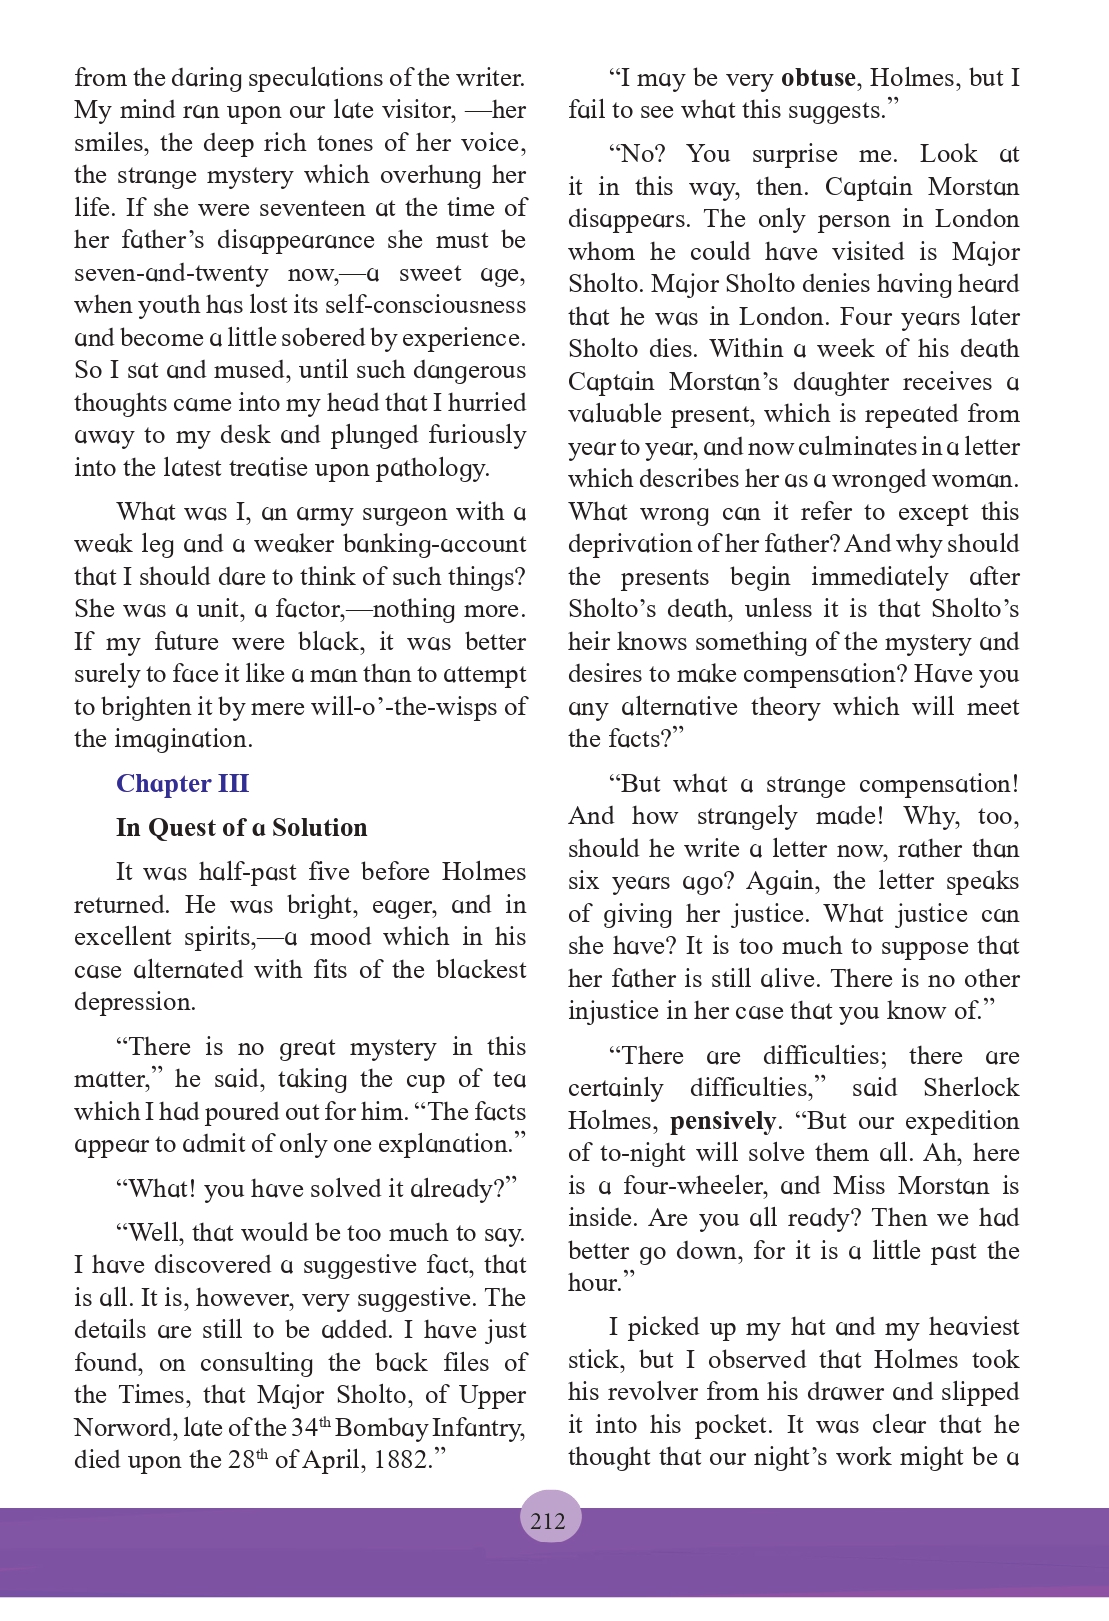 from the daring speculations of the writer.
My mind ran upon our late visitor, —her
smiles, the deep rich tones of her voice,
the strange mystery which overhung her
life. If she were seventeen at the time of
her father’s disappearance she must be
seven-and-twenty now,—a sweet age,
when youth has lost its self-consciousness
and become a little sobered by experience.
So I sat and mused, until such dangerous
thoughts came into my head that I hurried
away to my desk and plunged furiously
into the latest treatise upon pathology.
What was I, an army surgeon with a
weak leg and a weaker banking-account
that I should dare to think of such things?
She was a unit, a factor,—nothing more.
If my future were black, it was better
surely to face it like a man than to attempt
to brighten it by mere will-o’-the-wisps of
the imagination.
Chapter III
In Quest of a Solution
It was half-past five before Holmes
returned. He was bright, eager, and in
excellent spirits,—a mood which in his
case alternated with fits of the blackest
depression.
“There is no great mystery in this
matter,” he said, taking the cup of tea
which I had poured out for him. “The facts
appear to admit of only one explanation.”
“What! you have solved it already?”
“Well, that would be too much to say.
I have discovered a suggestive fact, that
is all. It is, however, very suggestive. The
details are still to be added. I have just
found, on consulting the back files of
the Times, that Major Sholto, of Upper
Norword, late of the 34th Bombay Infantry,
died upon the 28th of April, 1882.”
“I may be very obtuse, Holmes, but I
fail to see what this suggests.”
“No? You surprise me. Look at
it in this way, then. Captain Morstan
disappears. The only person in London
whom he could have visited is Major
Sholto. Major Sholto denies having heard
that he was in London. Four years later
Sholto dies. Within a week of his death
Captain Morstan’s daughter receives a
valuable present, which is repeated from
year to year, and now culminates in a letter
which describes her as a wronged woman.
What wrong can it refer to except this
deprivation of her father? And why should
the presents begin immediately after
Sholto’s death, unless it is that Sholto’s
heir knows something of the mystery and
desires to make compensation? Have you
any alternative theory which will meet
the facts?”
“But what a strange compensation!
And how strangely made! Why, too,
should he write a letter now, rather than
six years ago? Again, the letter speaks
of giving her justice. What justice can
she have? It is too much to suppose that
her father is still alive. There is no other
injustice in her case that you know of.”
“There are difficulties; there are
certainly difficulties,” said Sherlock
Holmes, pensively. “But our expedition
of to-night will solve them all. Ah, here
is a four-wheeler, and Miss Morstan is
inside. Are you all ready? Then we had
better go down, for it is a little past the
hour.”
I picked up my hat and my heaviest
stick, but I observed that Holmes took
his revolver from his drawer and slipped
it into his pocket. It was clear that he
thought that our night’s work might be a
212